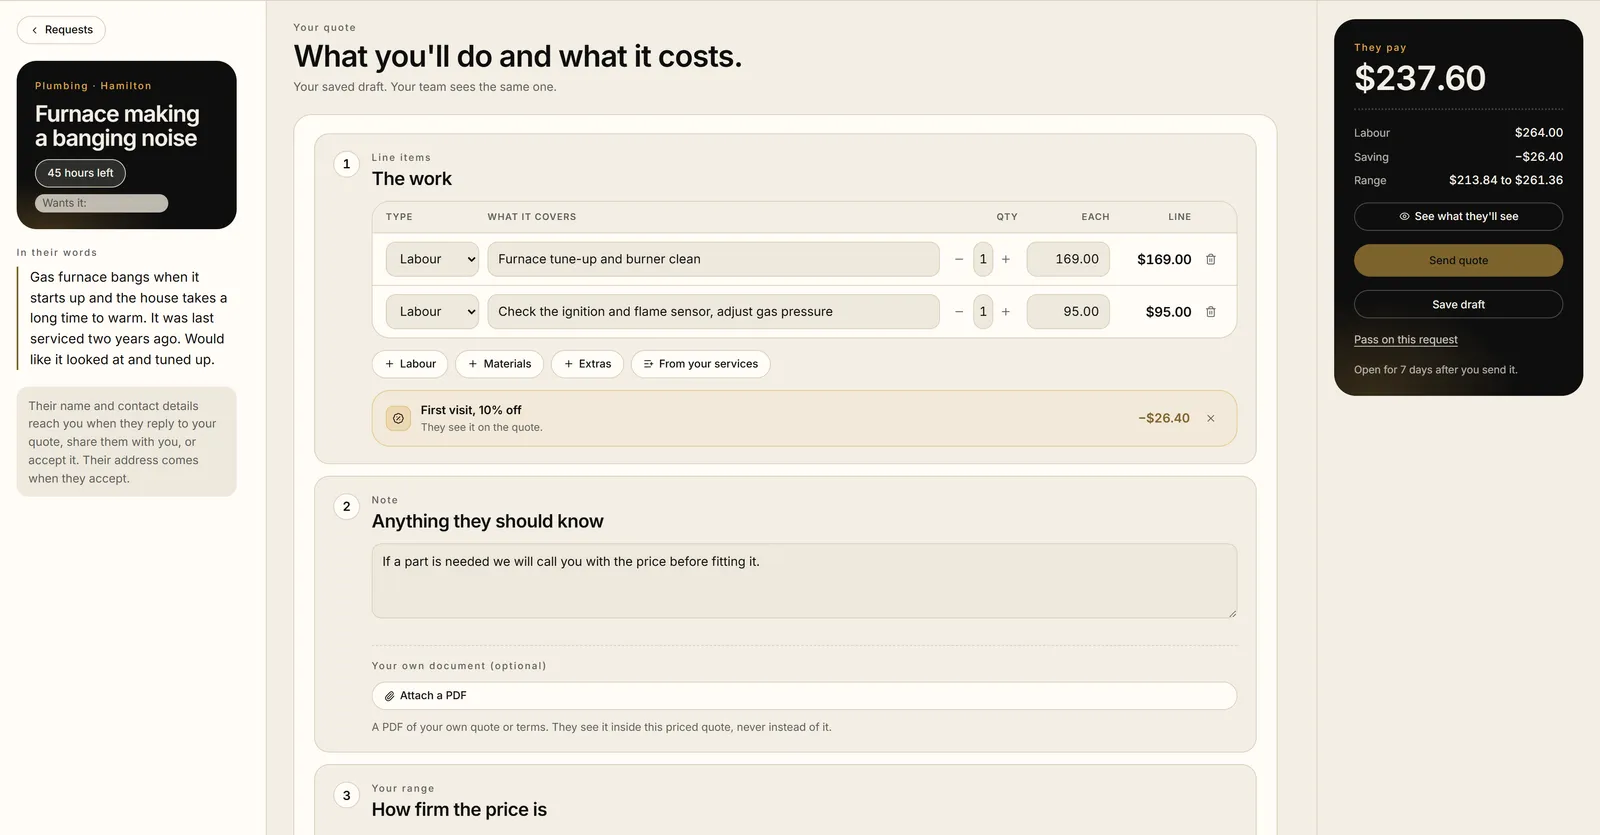 Requests
Plumbing · Hamilton
Furnace making
a banging noise
45 hours left
Wants it:
In their words
Gas furnace bangs when it
starts up and the house takes a
long time to warm. It was last
serviced two years ago. Would
like it looked at and tuned up.
Their name and contact details
reach you when they reply to your
quote, share them with you, or
accept it. Their address comes
when they accept.
Your quote
What you'll do and what it costs.
Your saved draft. Your team sees the same one.
1
Line items
The work
TYPE WHAT IT COVERS QTY EACH LINE
Labour Furnace tune-up and burner clean − 1 + 169.00 $169.00
Labour Check the ignition and flame sensor, adjust gas pressure − 1 + 95.00 $95.00
+ Labour + Materials + Extras From your services
First visit, 10% off
They see it on the quote.
−$26.40
2
Note
Anything they should know
If a part is needed we will call you with the price before fitting it.
Your own document (optional)
Attach a PDF
A PDF of your own quote or terms. They see it inside this priced quote, never instead of it.
3
Your range
How firm the price is
They pay
$237.60
Labour $264.00
Saving −$26.40
Range $213.84 to $261.36
See what they'll see
Send quote
Save draft
Pass on this request
Open for 7 days after you send it.